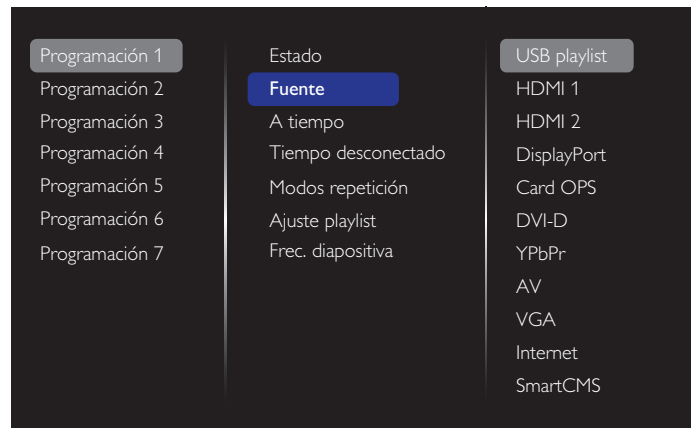 Programación 1
Programación 2
Programación 3
Programación 4
Programación 5
Programación 6
Programación 7
Estado
Fuente
A tiempo
Tiempo desconectado
Modos repetición
Ajuste playlist
Frec. diapositiva
USB playlist
HDMI 1
HDMI 2
DisplayPort
Card OPS
DVI-D
YPbPr
AV
VGA
Internet
SmartCMS